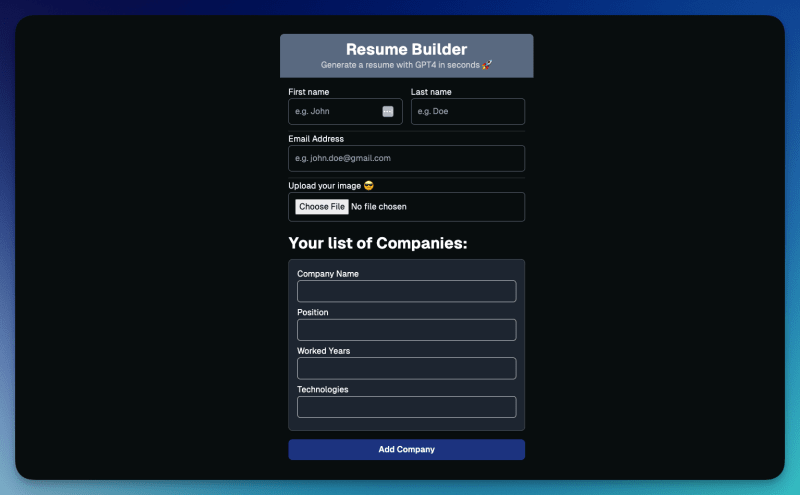 Resume Builder
Generate a resume with GPT4 in seconds 🚀
First name
Last name
e.g. John
e.g. Doe
Email Address
e.g. john.doe@gmail.com
Upload your image 😎
Choose File No file chosen
Your list of Companies:
Company Name
Position
Worked Years
Technologies
Add Company